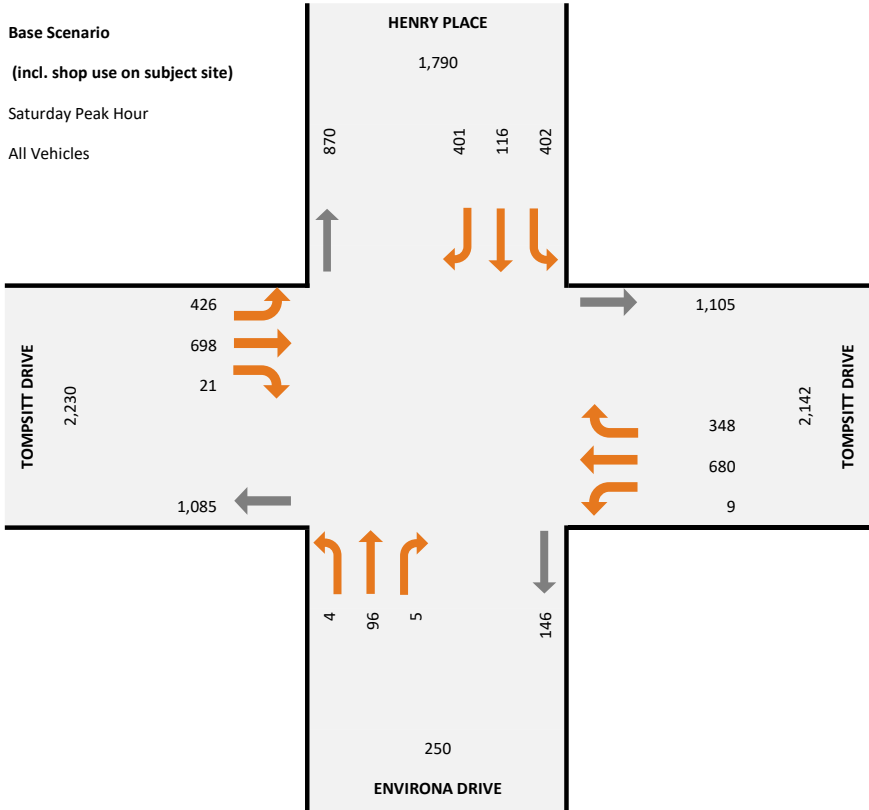 Base Scenario
(incl. shop use on subject site)
Saturday Peak Hour
All Vehicles
HENRY PLACE
1,790
870
401
116
402
426
698
21
1,085
TOMPSITT DRIVE
2,230
1,105
348
680
9
2,142
TOMPSITT DRIVE
4
96
5
146
250
ENVIRONA DRIVE